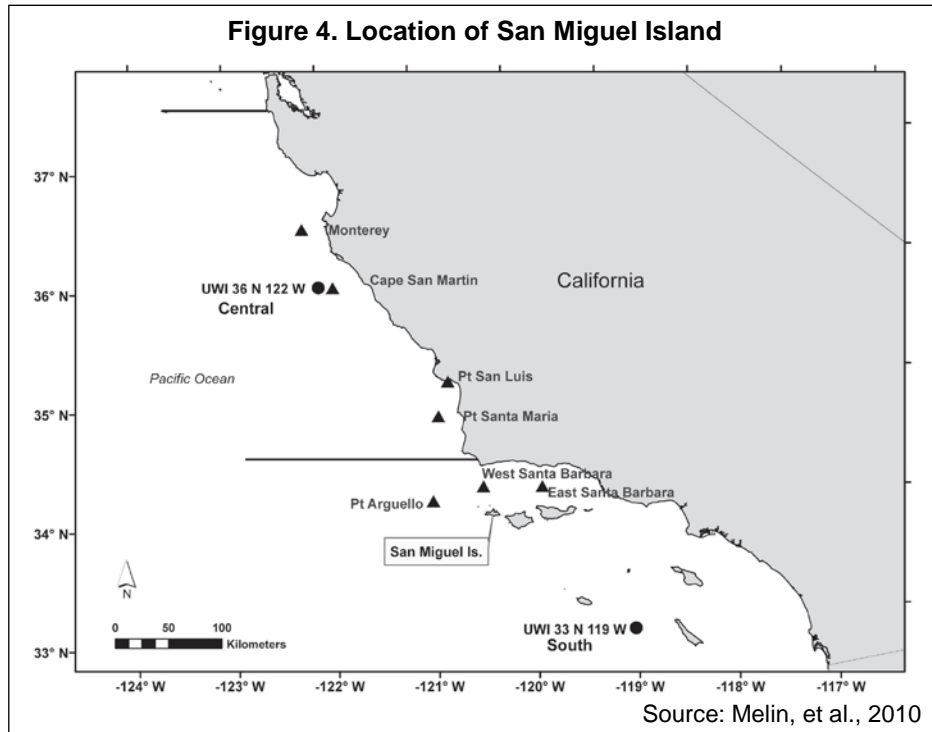 Figure 4. Location of San Miguel Island
37° N
36° N
35° N
34° N
33° N
Monterey
Cape San Martin
UWI 36 N 122 W
Central
California
Pacific Ocean
Pt San Luis
Pt Santa Maria
West Santa Barbara
East Santa Barbara
Pt Arguello
San Miguel Is.
UWI 33 N 119 W
South
N
0 50 100
Kilometers
-124° W -123° W -122° W -121° W -120° W -119° W -118° W -117° W
Source: Melin, et al., 2010